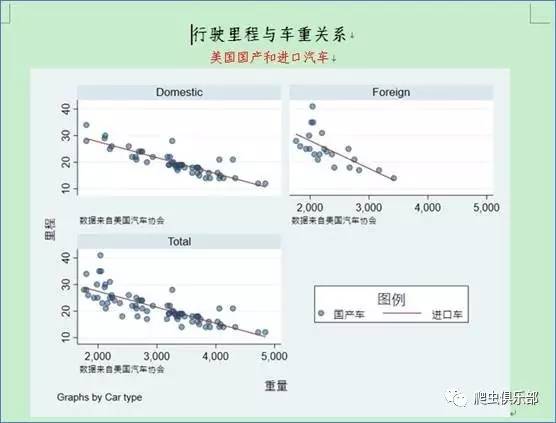 行驶里程与车重关系
美国国产和进口汽车
Domestic
Foreign
40
30
20
10
2,000 3,000 4,000 5,000
数据来自美国汽车协会
数据来自美国汽车协会
里程
Total
40
30
20
10
2,000 3,000 4,000 5,000
数据来自美国汽车协会
图例
国产车 进口车
重量
Graphs by Car type
爬虫俱乐部